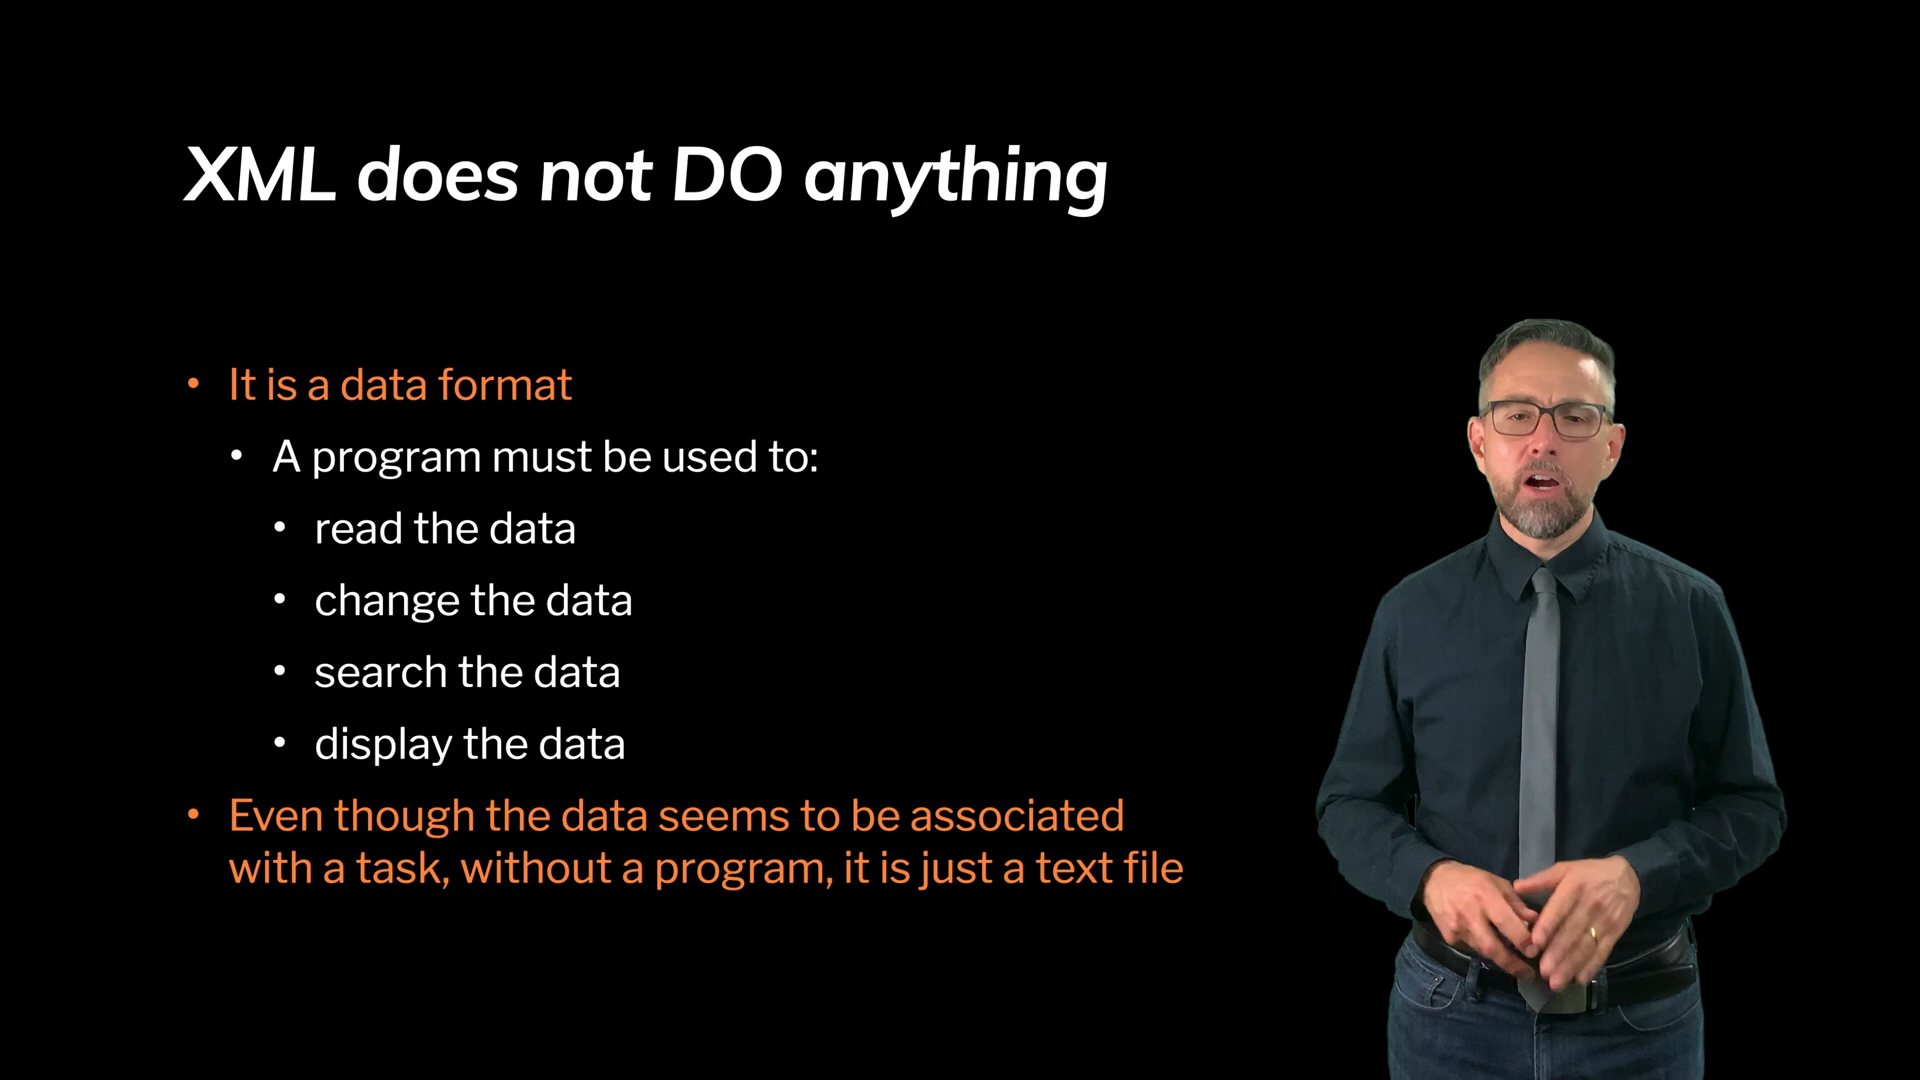 XML does not DO anything
• It is a data format
• A program must be used to:
• read the data
• change the data
• search the data
• display the data
• Even though the data seems to be associated
with a task, without a program, it is just a text file